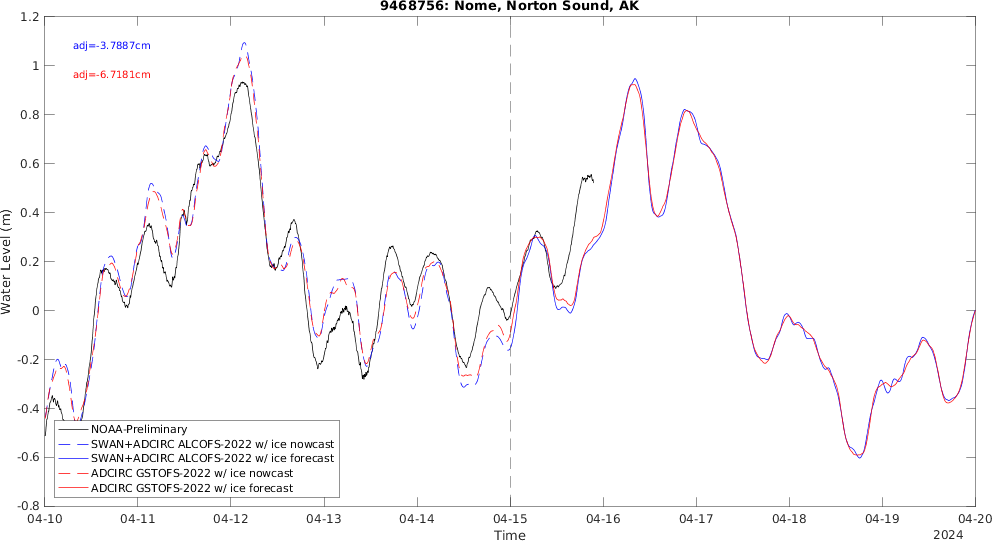 9468756: Nome, Norton Sound, AK
1.2
adj=-3.7887cm
1
adj=-6.7181cm
0.8
0.6
0.4
0.2
0
-0.2
-0.4
-0.6
-0.8
Water Level (m)
NOAA-Preliminary
SWAN+ADCIRC ALCOFS-2022 w/ ice nowcast
SWAN+ADCIRC ALCOFS-2022 w/ ice forecast
ADCIRC GSTOFS-2022 w/ ice nowcast
ADCIRC GSTOFS-2022 w/ ice forecast
04-10 04-11 04-12 04-13 04-14 04-15 04-16 04-17 04-18 04-19 04-20
Time
2024